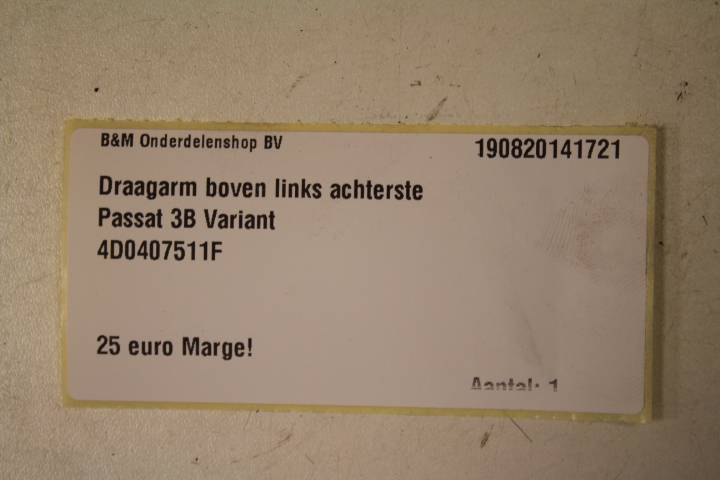 B&M Onderdelenshop BV 190820141721
Draagarm boven links achterste
Passat 3B Variant
4D0407511F
25 euro Marge!
Aantal: 1